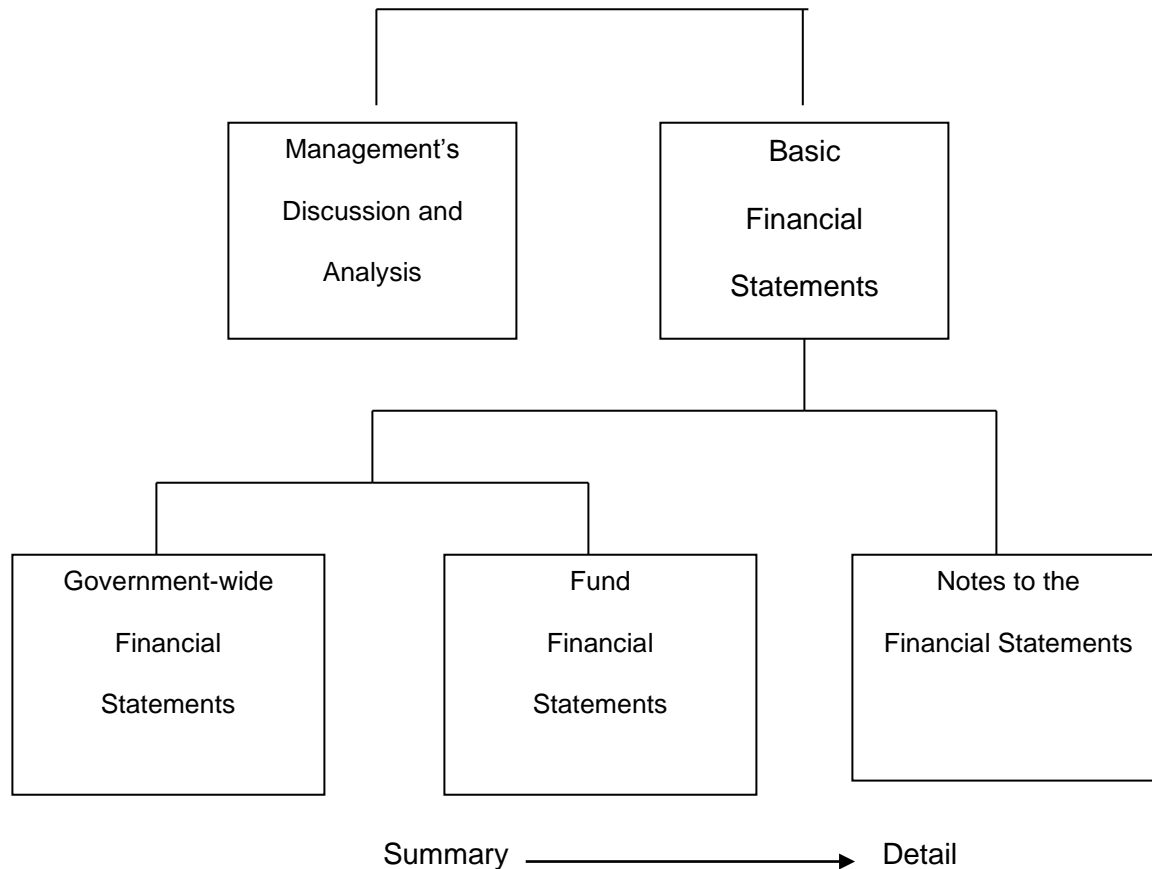 Management’s
Discussion and
Analysis
Basic
Financial
Statements
Government-wide
Financial
Statements
Fund
Financial
Statements
Notes to the
Financial Statements
Summary
Detail